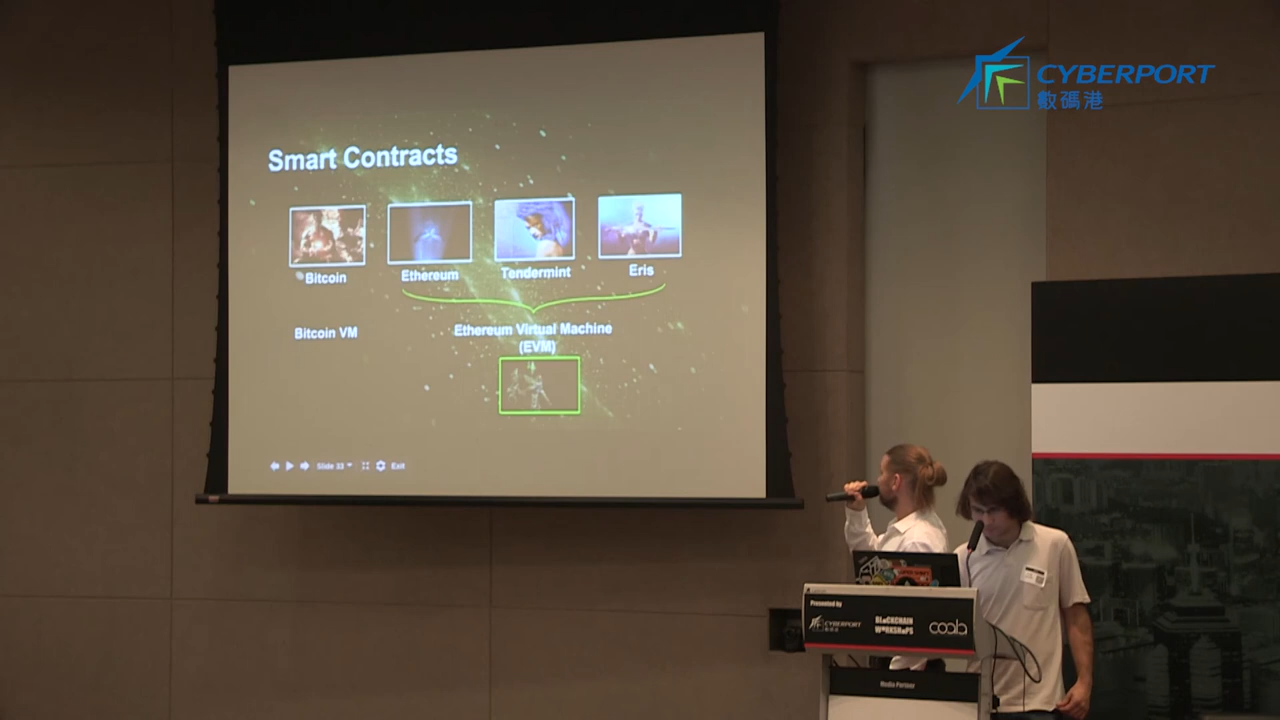 CYBERPORT
數碼港
Smart Contracts
Bitcoin
Ethereum
Tendermint
Eris
Bitcoin VM
Ethereum Virtual Machine
(EVM)
Slide 33
Exit
Presented by
CYBERPORT
BLOCKCHAIN
WORKSHOPS
coala
Media Partner